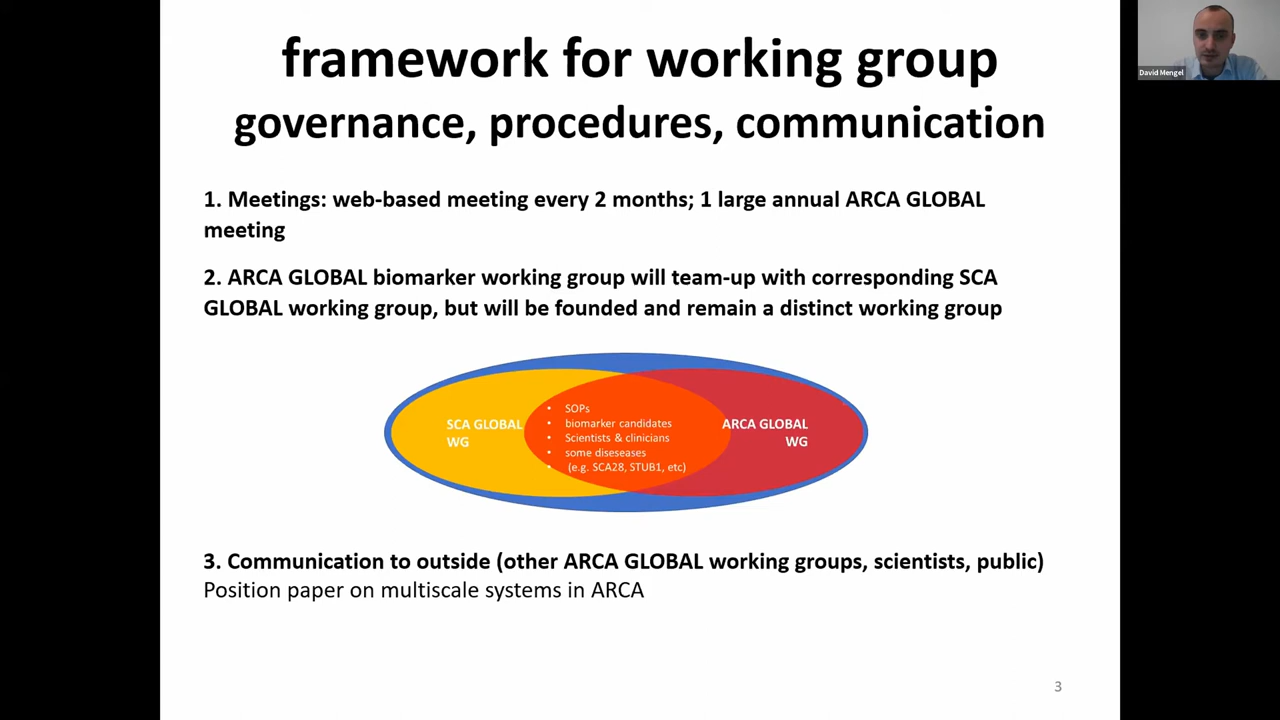 framework for working group
governance, procedures, communication
David Mengel
1. Meetings: web-based meeting every 2 months; 1 large annual ARCA GLOBAL
meeting
2. ARCA GLOBAL biomarker working group will team-up with corresponding SCA
GLOBAL working group, but will be founded and remain a distinct working group
SCA GLOBAL
WG
• SOPs
• biomarker candidates
• Scientists & clinicians
• some diseseases
• (e.g. SCA28, STUB1, etc)
ARCA GLOBAL
WG
3. Communication to outside (other ARCA GLOBAL working groups, scientists, public)
Position paper on multiscale systems in ARCA
3